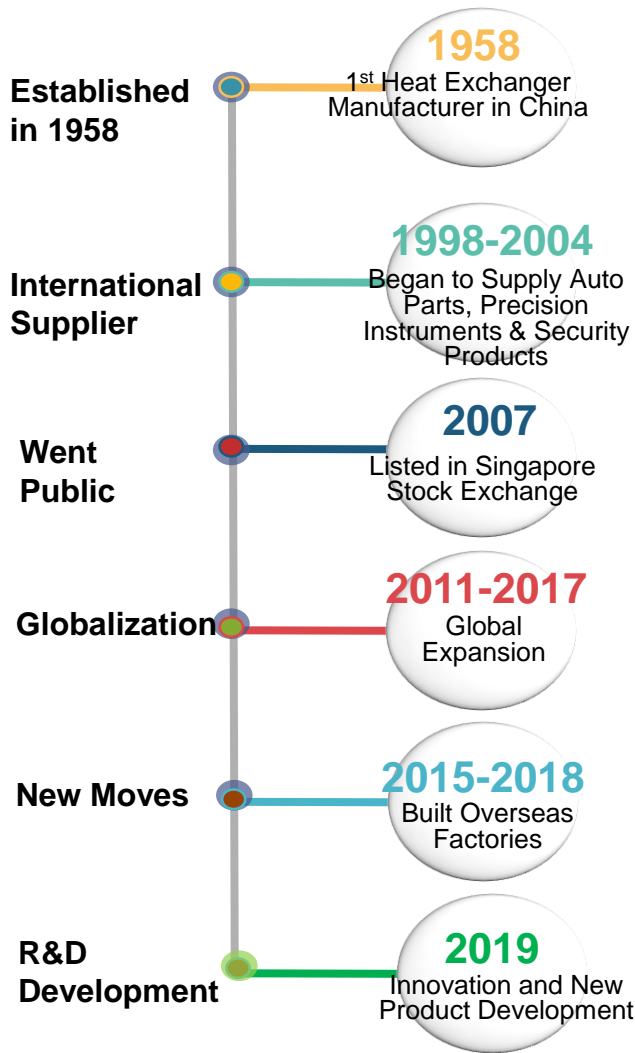 Established
in 1958
1958
1st Heat Exchanger
Manufacturer in China
International
Supplier
1998-2004
Began to Supply Auto
Parts, Precision
Instruments & Security
Products
Went
Public
2007
Listed in Singapore
Stock Exchange
Globalization
2011-2017
Global
Expansion
New Moves
2015-2018
Built Overseas
Factories
R&D
Development
2019
Innovation and New
Product Development